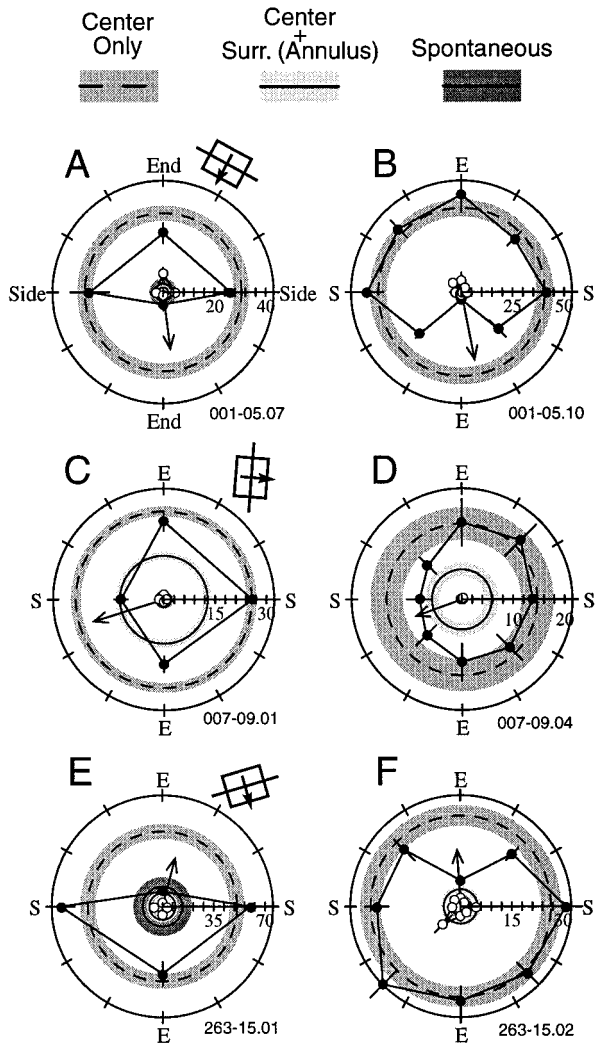 Center Only
Center + Surr. (Annulus)
Spontaneous
A
End
Side
20
40
Side
End
001-05.07
B
E
25
50
S
E
001-05.10
C
E
S
15
30
S
E
007-09.01
D
E
10
20
S
E
007-09.04
E
E
S
35
70
S
E
263-15.01
F
E
S
15
30
S
E
263-15.02